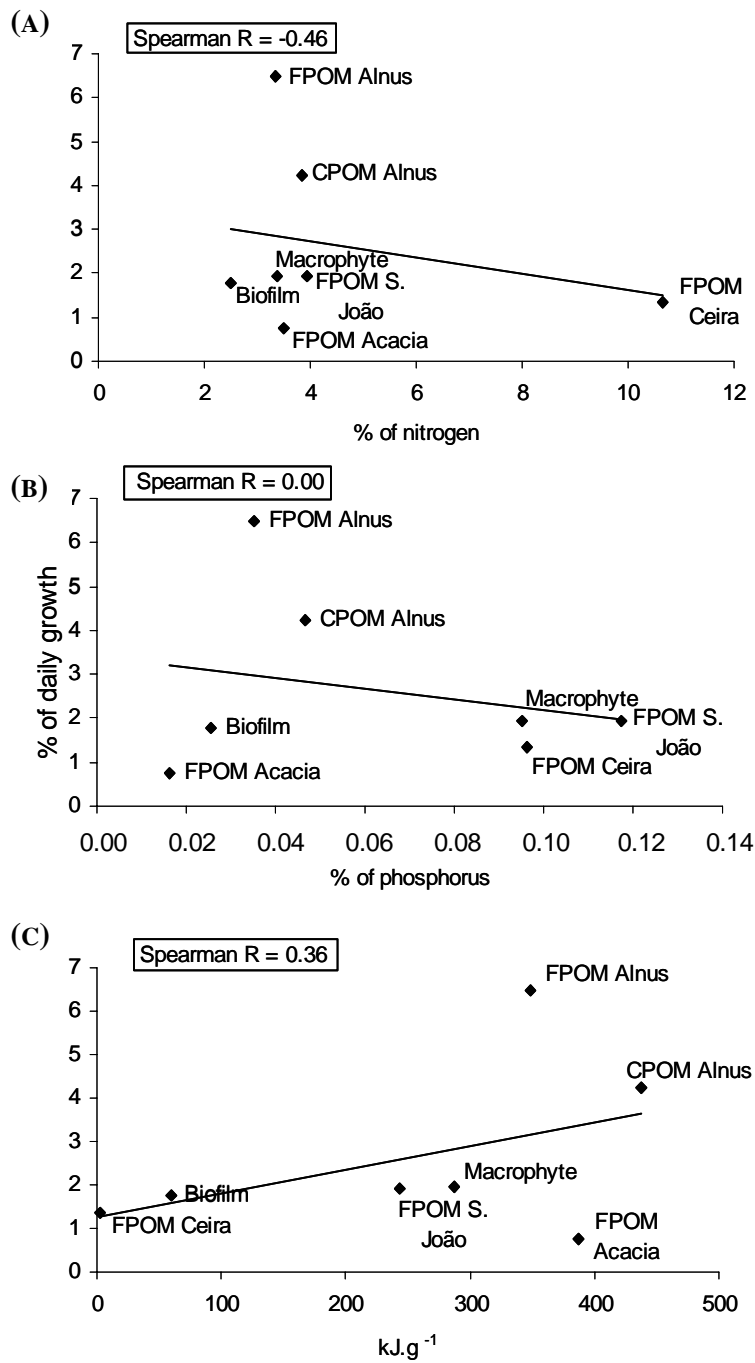 (A)
Spearman R = -0.46
7
6
5
4
3
2
1
0
FPOM Alnus
CPOM Alnus
Macrophyte
Biofilm
FPOM S.
João
FPOM Acacia
FPOM
Ceira
0 2 4 6 8 10 12
% of nitrogen
(B)
Spearman R = 0.00
% of daily growth
7
6
5
4
3
2
1
0
FPOM Alnus
CPOM Alnus
Biofilm
FPOM Acacia
Macrophyte
FPOM S.
João
FPOM Ceira
0.00 0.02 0.04 0.06 0.08 0.10 0.12 0.14
% of phosphorus
(C)
Spearman R = 0.36
7
6
5
4
3
2
1
0
FPOM Alnus
CPOM Alnus
Biofilm
FPOM Ceira
Macrophyte
FPOM S.
João
FPOM
Acacia
0 100 200 300 400 500
kJ.g -1